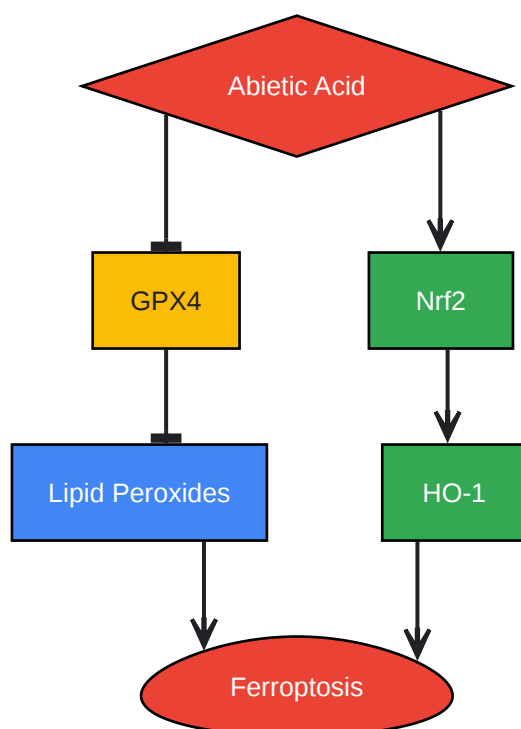 Abietic Acid
GPX4
Nrf2
Lipid Peroxides
HO-1
Ferroptosis